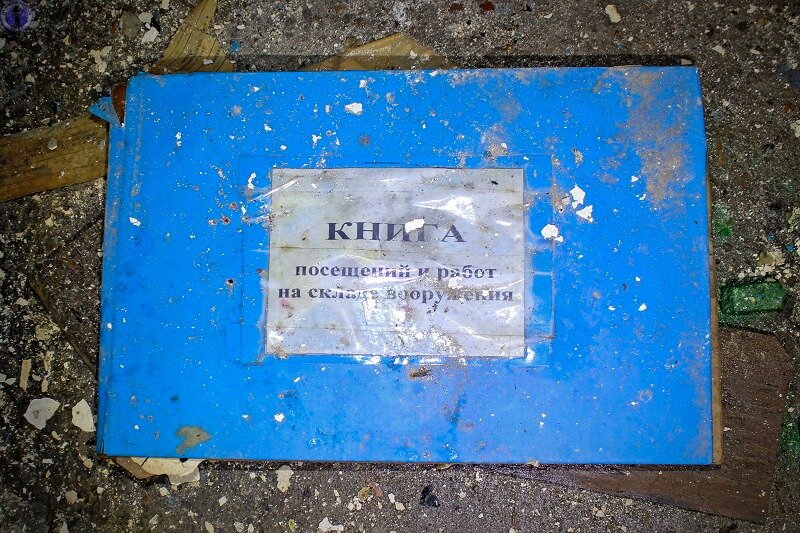 КНИГА
посещений и работ
на складе вооружения